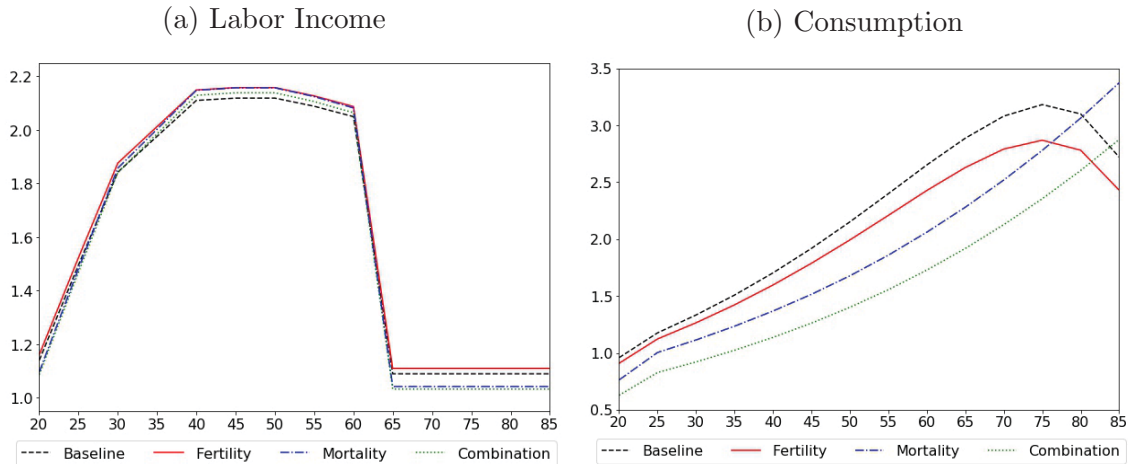 (a) Labor Income
2.2
2.0
1.8
1.6
1.4
1.2
1.0
20 25 30 35 40 45 50 55 60 65 70 75 80 85
Baseline Fertility Mortality Combination
(b) Consumption
3.5
3.0
2.5
2.0
1.5
1.0
0.5
20 25 30 35 40 45 50 55 60 65 70 75 80 85
Baseline Fertility Mortality Combination